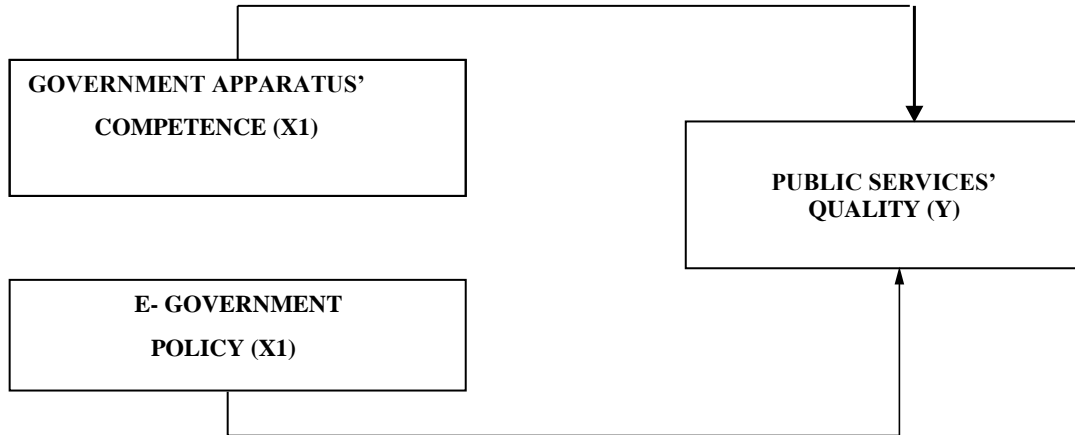 GOVERNMENT APPARATUS’
COMPETENCE (X1)
PUBLIC SERVICES’
QUALITY (Y)
E- GOVERNMENT
POLICY (X1)